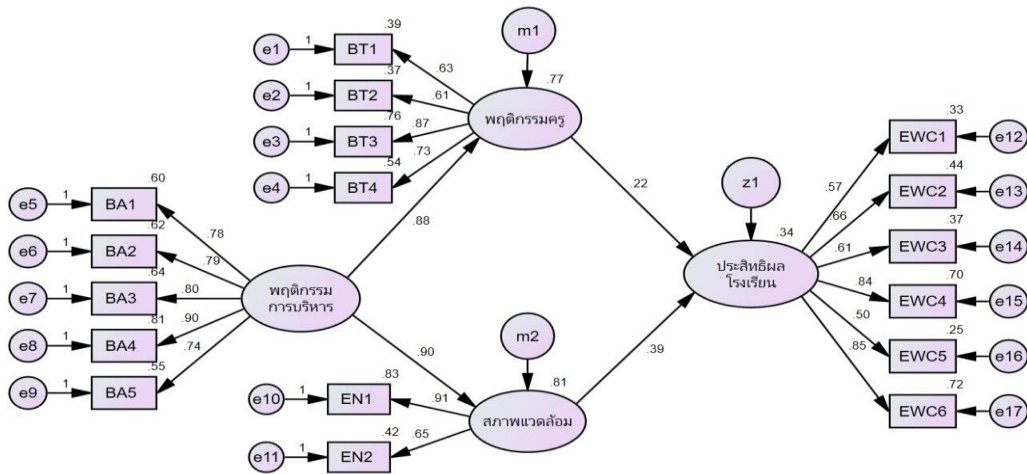 m1
.39
e1 1 BT1
.63 .77
.37
e2 1 BT2
.61
พฤติกรรมครู
.76
e3 1 BT3
.87
.73
.54
e4 1 BT4
.33
EWC1 e12
.57
.44
z1
.22
EWC2 e13
.66
.37
.34
.61
EWC3 e14
ประสิทธิผล
โรงเรียน
.70
.84
EWC4 e15
.50
.25
EWC5 e16
.85
.72
EWC6 e17
.60
e5 1 BA1
.78
.88
.62
e6 1 BA2
.79
.64
e7 1 BA3
.80
พฤติกรรม
การบริหาร
.81
e8 1 BA4
.90
.74
.55
e9 1 BA5
.90
m2
.39
.83
.81
e10 1 EN1
.91
สภาพแวดล้อม
.42
.65
e11 1 EN2